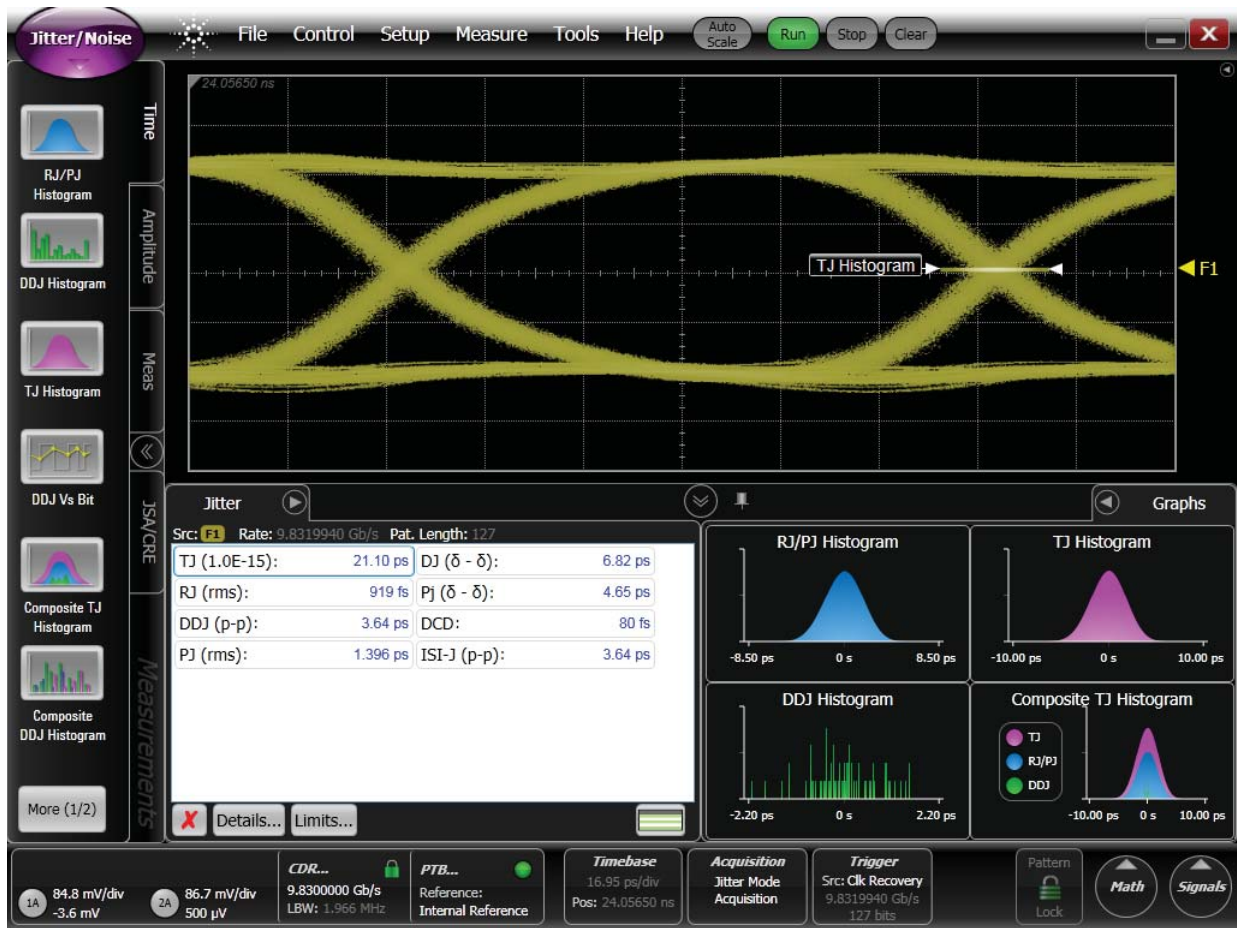 Jitter/Noise
File Control Setup Measure Tools Help Auto Scale Run Stop Clear
RJ/PJ
Histogram
DDJ Histogram
TJ Histogram
DDJ Vs Bit
Composite TJ
Histogram
Composite
DDJ Histogram
More (1/2)
Time
Amplitude
Meas
JSA/CRE
Measurements
24.05650 ns
TJ Histogram
F1
Jitter
Graphs
Src: F1 Rate: 9.8319940 Gb/s Pat. Length: 127
TJ (1.0E-15): 21.10 ps DJ (δ - δ): 6.82 ps
RJ (rms): 919 fs Pj (δ - δ): 4.65 ps
DDJ (p-p): 3.64 ps DCD: 80 fs
PJ (rms): 1.396 ps ISI-J (p-p): 3.64 ps
Details... Limits...
RJ/PJ Histogram
-8.50 ps 0 s 8.50 ps
TJ Histogram
-10.00 ps 0 s 10.00 ps
DDJ Histogram
-2.20 ps 0 s 2.20 ps
Composite TJ Histogram
TJ
RJ/PJ
DDJ
-10.00 ps 0 s 10.00 ps
1A 84.8 mV/div
-3.6 mV
2A 86.7 mV/div
500 µV
CDR...
9.8300000 Gb/s
LBW: 1.966 MHz
PTB...
Reference:
Internal Reference
Timebase
16.95 ps/div
Pos: 24.05650 ns
Acquisition
Jitter Mode
Acquisition
Trigger
Src: Clk Recovery
9.8319940 Gb/s
127 bits
Pattern
Lock
Math
Signals